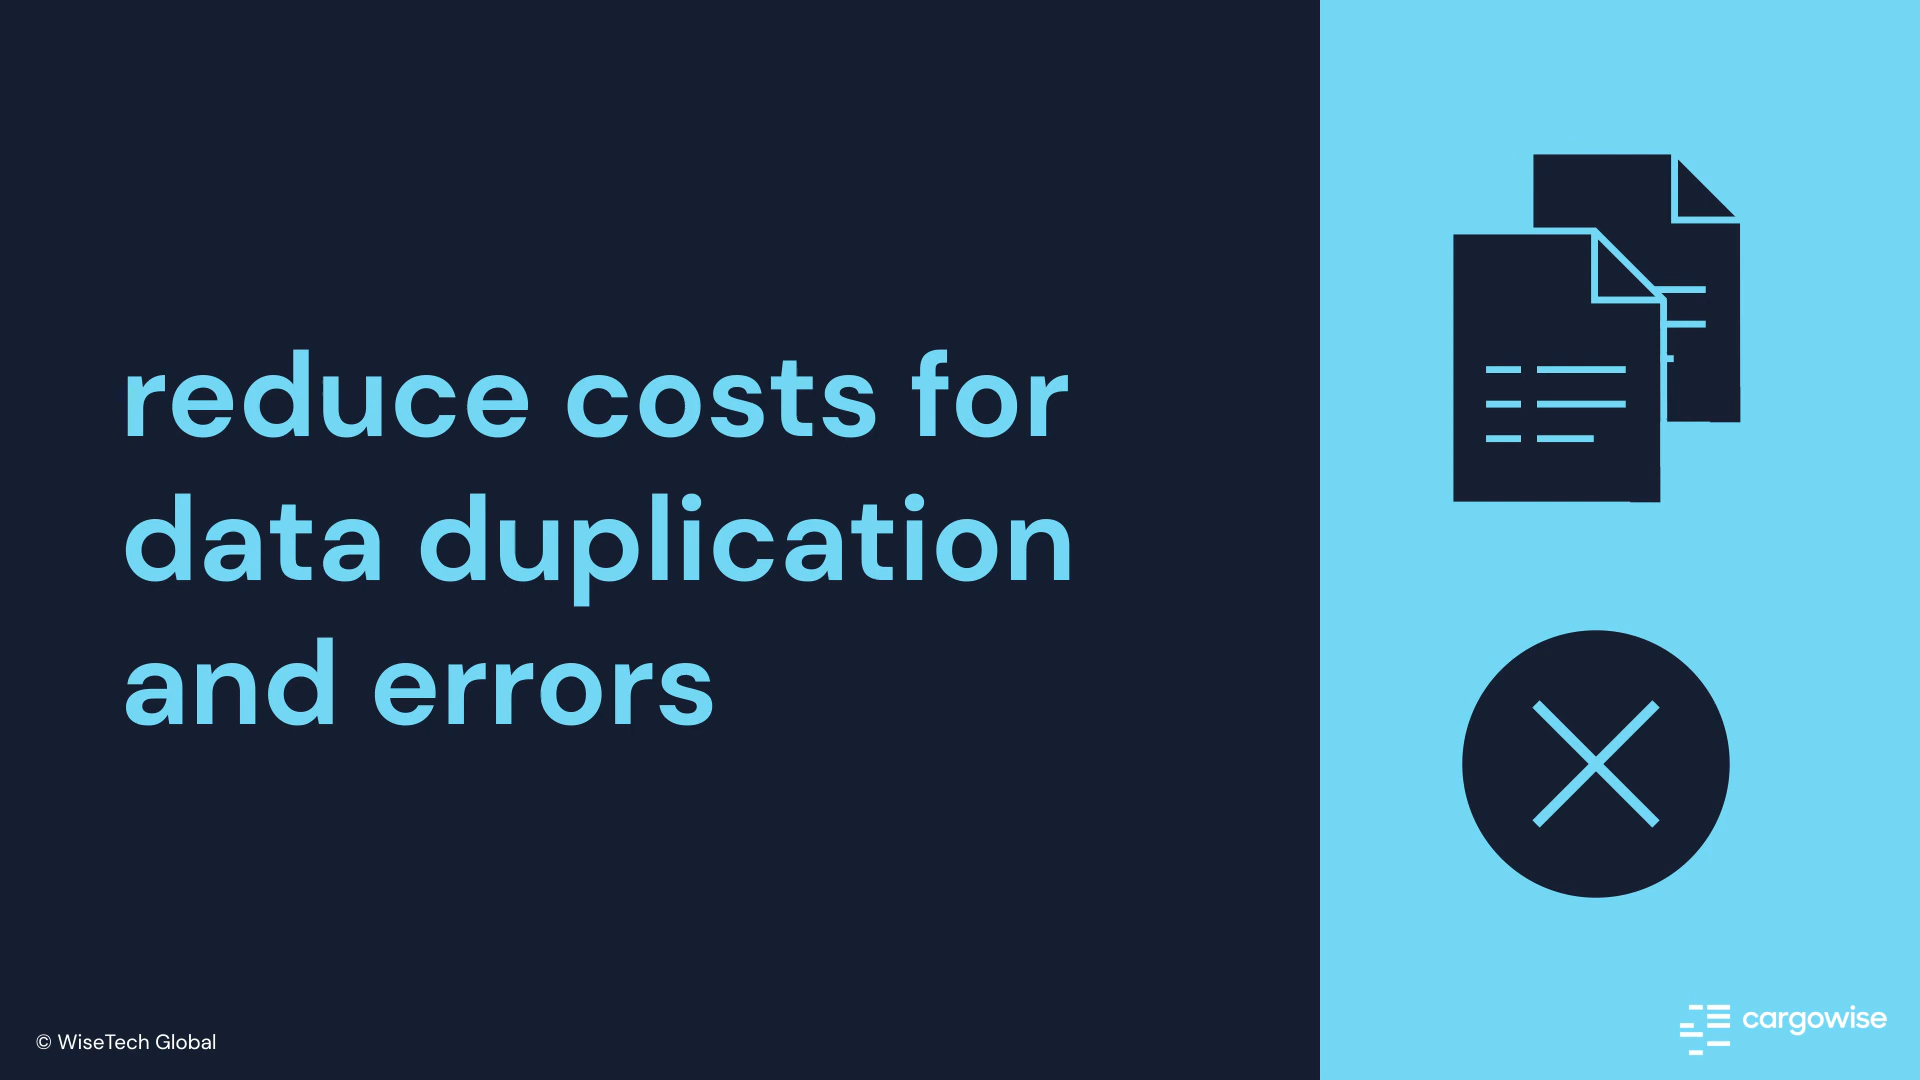 reduce costs for
data duplication
and errors
© WiseTech Global
cargowise